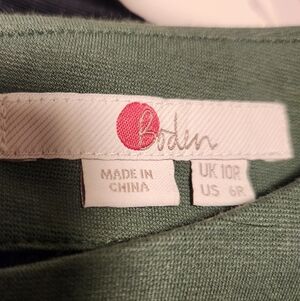 Boden
MADE IN
CHINA
UK 10R
US 6R